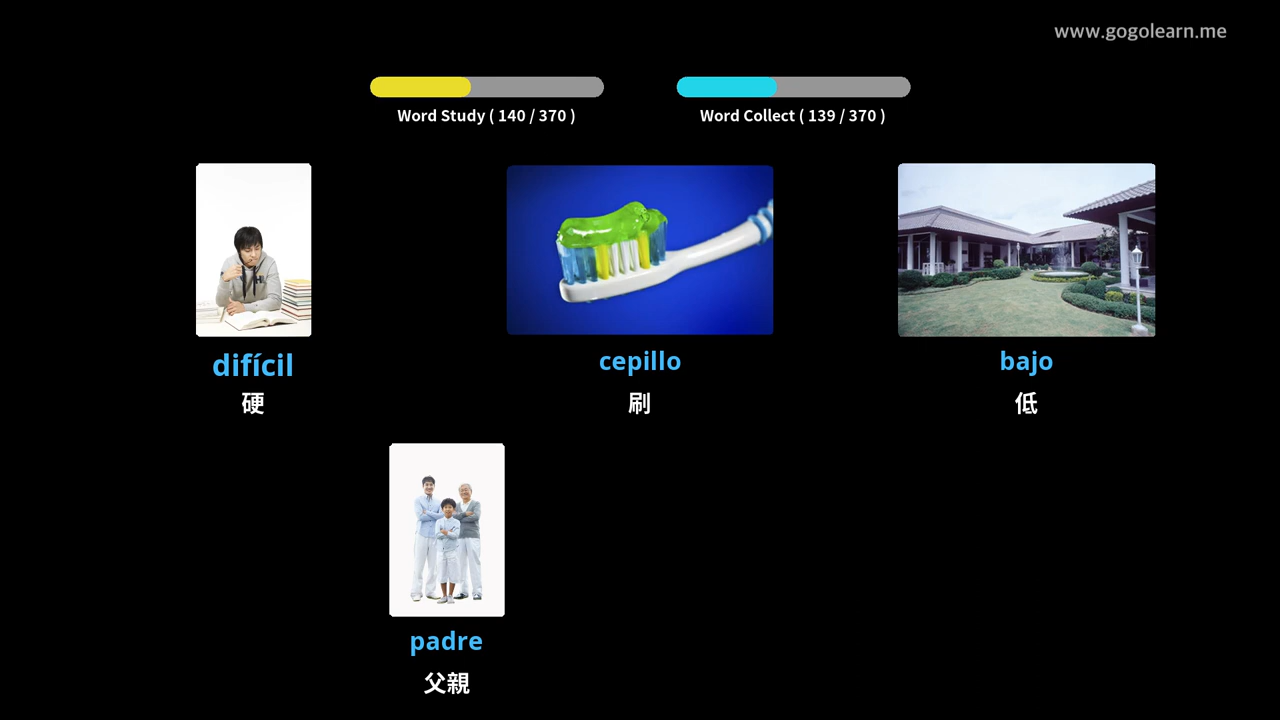 www.gogolearn.me
Word Study ( 140 / 370 )
Word Collect ( 139 / 370 )
difícil
硬
cepillo
刷
bajo
低
padre
父親